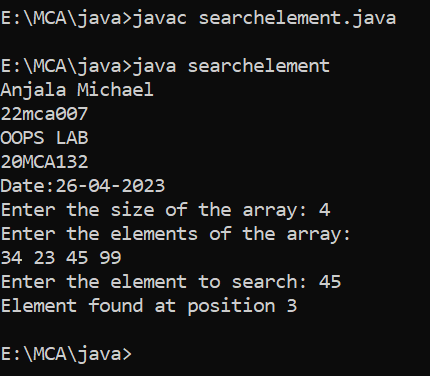 E:\MCA\java>javac searchelement.java
E:\MCA\java>java searchelement
Anjala Michael
22mca007
OOPS LAB
20MCA132
Date:26-04-2023
Enter the size of the array: 4
Enter the elements of the array:
34 23 45 99
Enter the element to search: 45
Element found at position 3
E:\MCA\java>